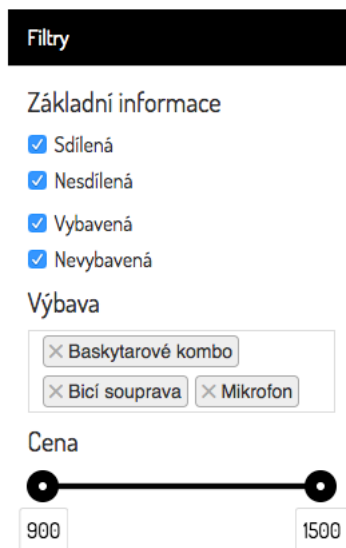 Filtry
Základní informace
Sdílená
Nesdílená
Vybavená
Nevybavená
Výbava
× Baskytarové kombo
× Bicí souprava × Mikrofon
Cena
900 1500